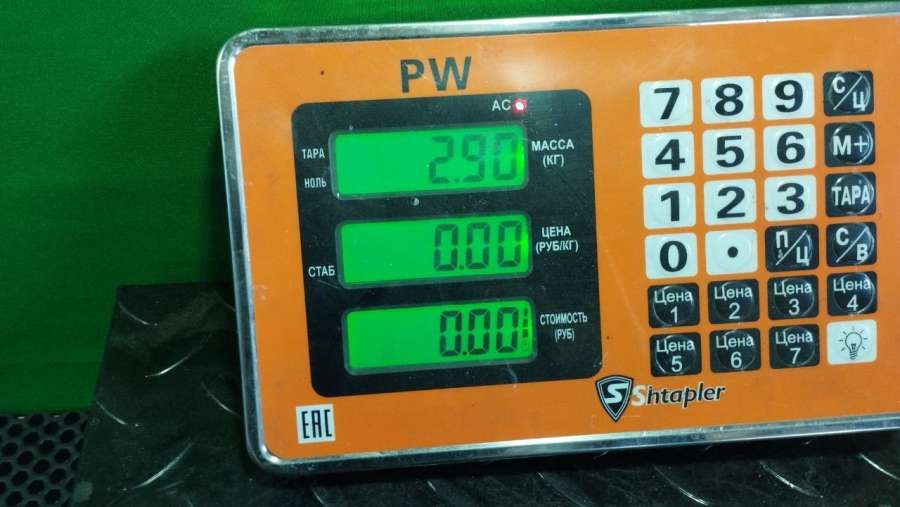 PW
AC
ТАРА
НОЛЬ
2.90
МАССА
(КГ)
СТАБ
0.00
ЦЕНА
(РУБ/КГ)
0.00
СТОИМОСТЬ
(РУБ)
7 8 9 С/Ц
4 5 6 М+
1 2 3 ТАРА
0 . П/Ц С/В
Цена 1 Цена 2 Цена 3 Цена 4
Цена 5 Цена 6 Цена 7
EAC
S Shtapler